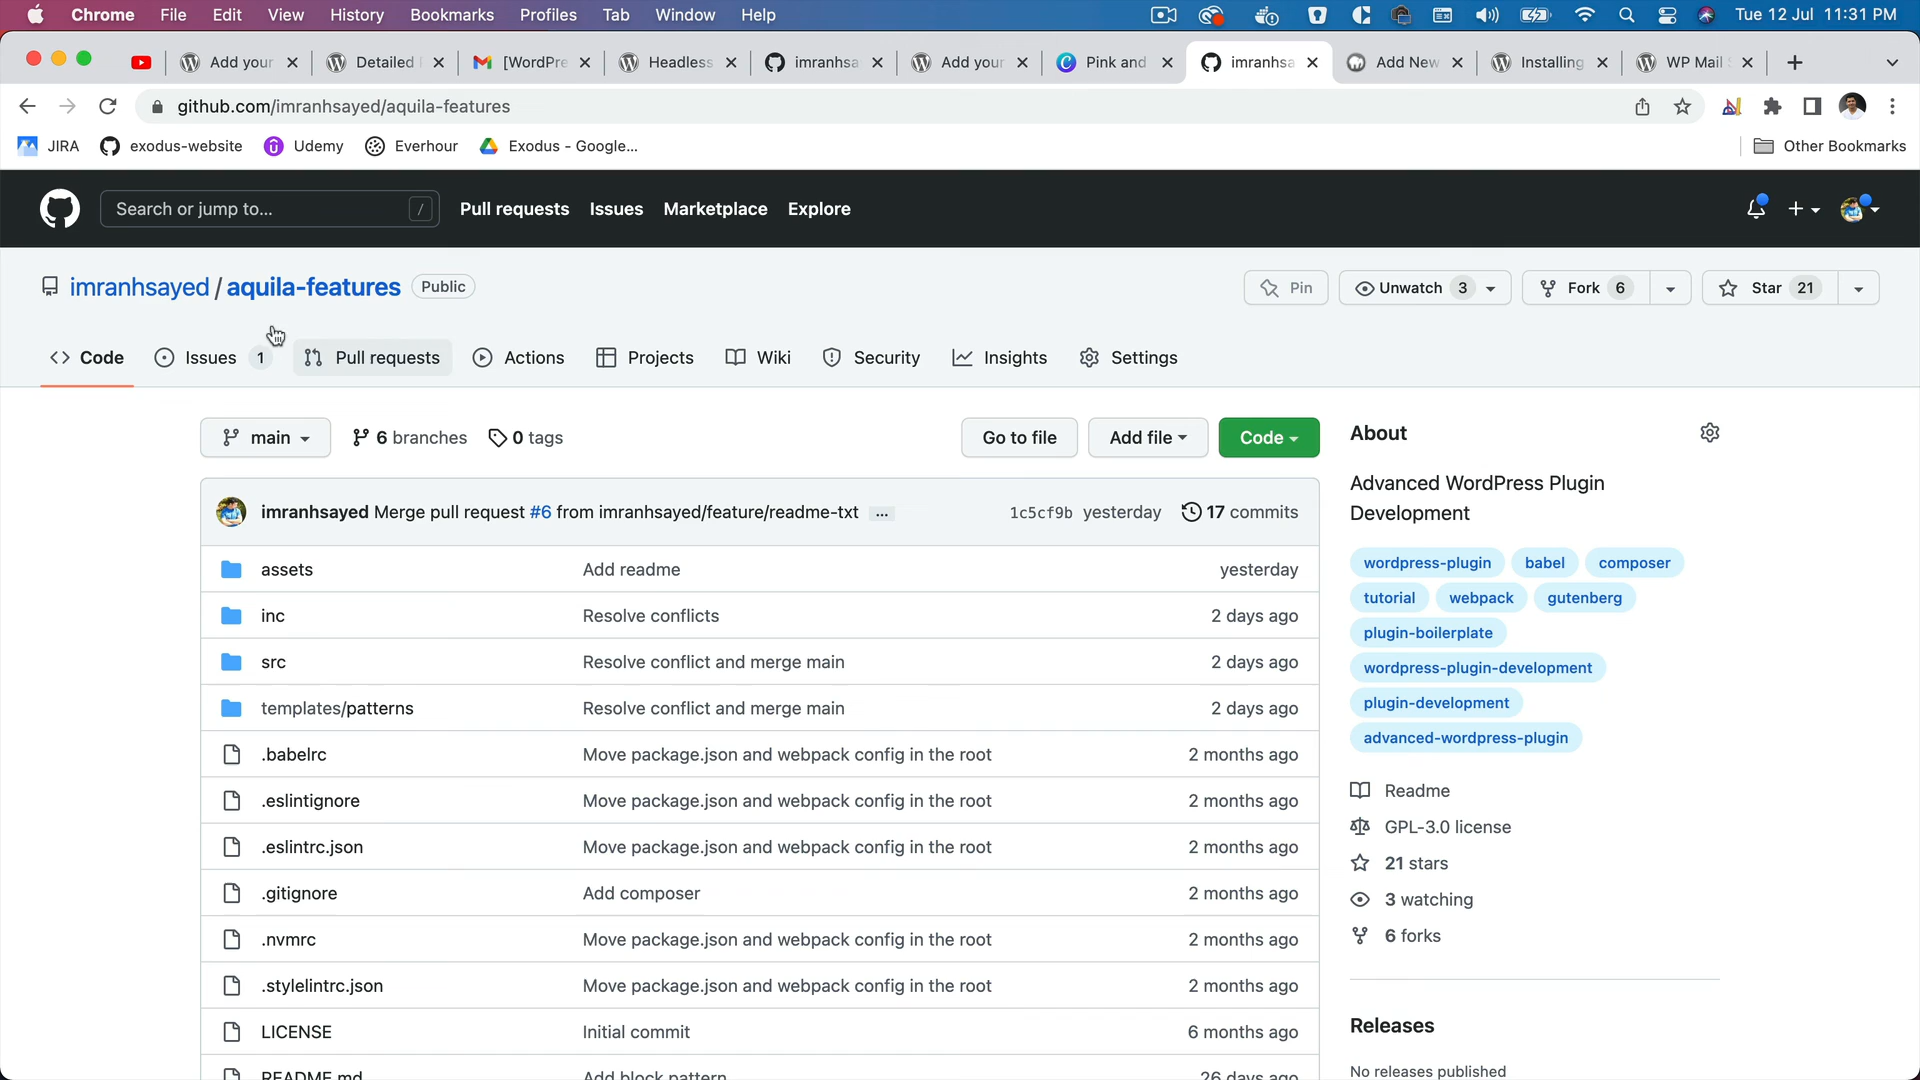 Chrome File Edit View History Bookmarks Profiles Tab Window Help Tue 12 Jul 11:31 PM
Add your Detailed [WordPre Headless imranhsa Add your Pink and imranhsa Add New Installing WP Mail
github.com/imranhsayed/aquila-features
JIRA exodus-website Udemy Everhour Exodus - Google... Other Bookmarks
Search or jump to... / Pull requests Issues Marketplace Explore
imranhsayed / aquila-features Public Pin Unwatch 3 Fork 6 Star 21
Code Issues 1 Pull requests Actions Projects Wiki Security Insights Settings
main 6 branches 0 tags Go to file Add file Code
About
Advanced WordPress Plugin
Development
wordpress-plugin babel composer
tutorial webpack gutenberg
plugin-boilerplate
wordpress-plugin-development
plugin-development
advanced-wordpress-plugin
Readme
GPL-3.0 license
21 stars
3 watching
6 forks
Releases
No releases published
imranhsayed Merge pull request #6 from imranhsayed/feature/readme-txt ... 1c5cf9b yesterday 17 commits
assets Add readme yesterday
inc Resolve conflicts 2 days ago
src Resolve conflict and merge main 2 days ago
templates/patterns Resolve conflict and merge main 2 days ago
.babelrc Move package.json and webpack config in the root 2 months ago
.eslintignore Move package.json and webpack config in the root 2 months ago
.eslintrc.json Move package.json and webpack config in the root 2 months ago
.gitignore Add composer 2 months ago
.nvmrc Move package.json and webpack config in the root 2 months ago
.stylelintrc.json Move package.json and webpack config in the root 2 months ago
LICENSE Initial commit 6 months ago
README.md Add block pattern 26 days ago